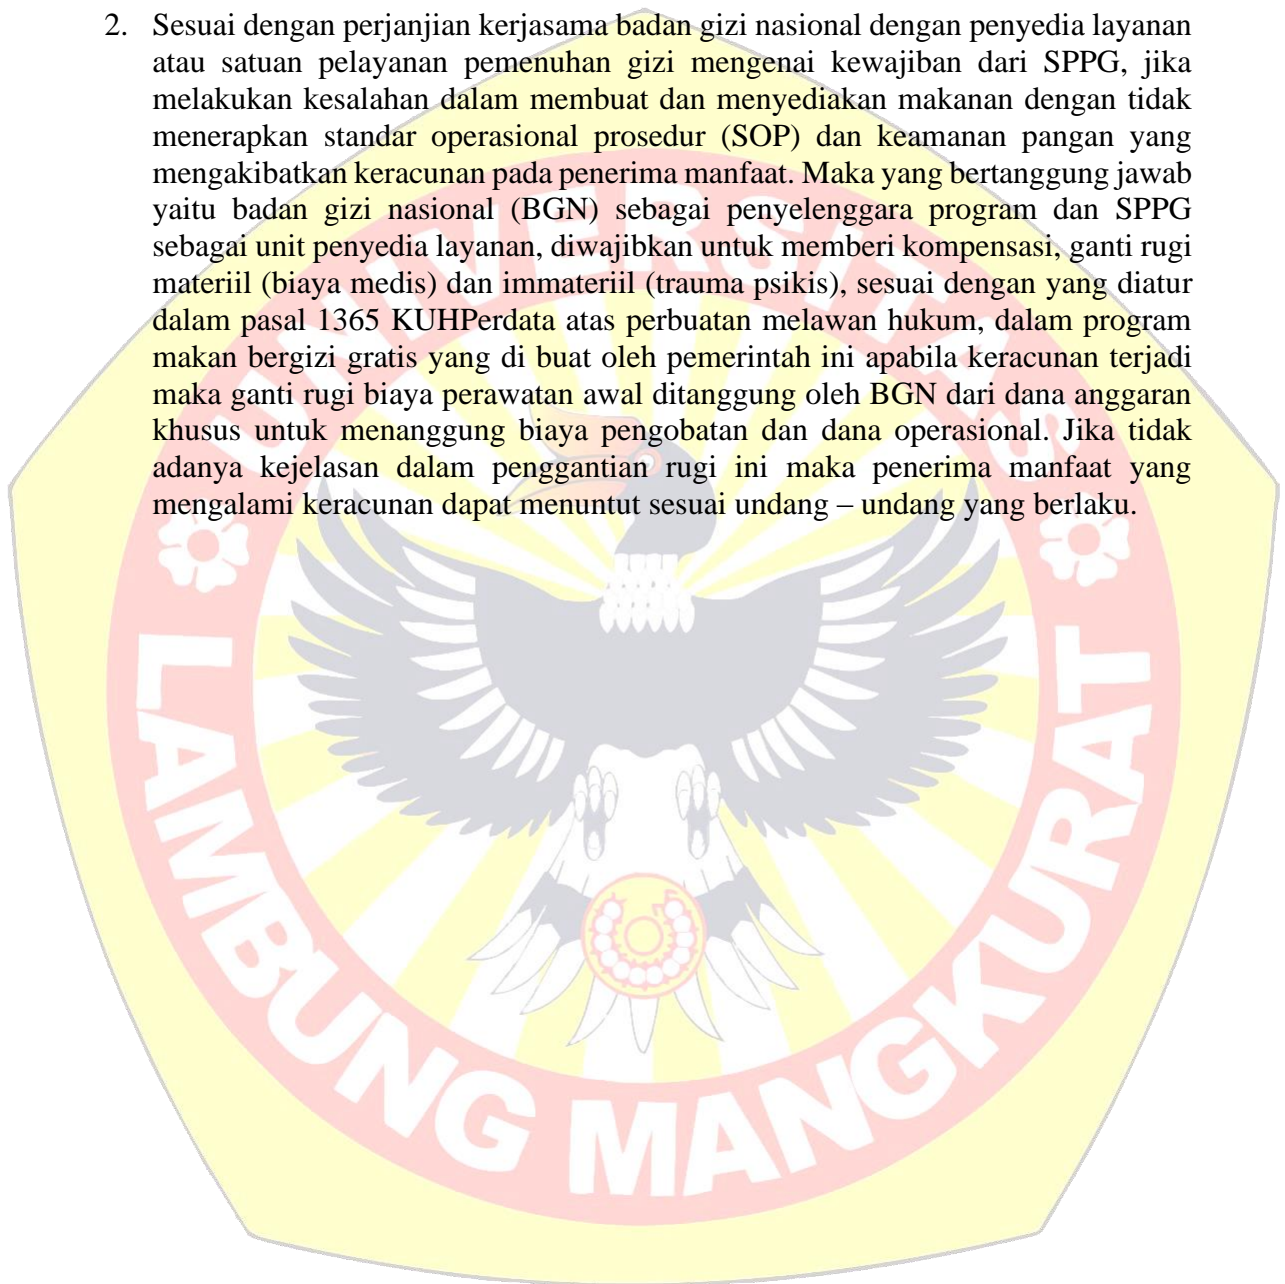 2. Sesuai dengan perjanjian kerjasama badan gizi nasional dengan penyedia layanan
atau satuan pelayanan pemenuhan gizi mengenai kewajiban dari SPPG, jika
melakukan kesalahan dalam membuat dan menyediakan makanan dengan tidak
menerapkan standar operasional prosedur (SOP) dan keamanan pangan yang
mengakibatkan keracunan pada penerima manfaat. Maka yang bertanggung jawab
yaitu badan gizi nasional (BGN) sebagai penyelenggara program dan SPPG
sebagai unit penyedia layanan, diwajibkan untuk memberi kompensasi, ganti rugi
materiil (biaya medis) dan immateriil (trauma psikis), sesuai dengan yang diatur
dalam pasal 1365 KUHPerdata atas perbuatan melawan hukum, dalam program
makan bergizi gratis yang di buat oleh pemerintah ini apabila keracunan terjadi
maka ganti rugi biaya perawatan awal ditanggung oleh BGN dari dana anggaran
khusus untuk menanggung biaya pengobatan dan dana operasional. Jika tidak
adanya kejelasan dalam penggantian rugi ini maka penerima manfaat yang
mengalami keracunan dapat menuntut sesuai undang – undang yang berlaku.
UNIVERSITAS
LAMBUNG MANGKURAT